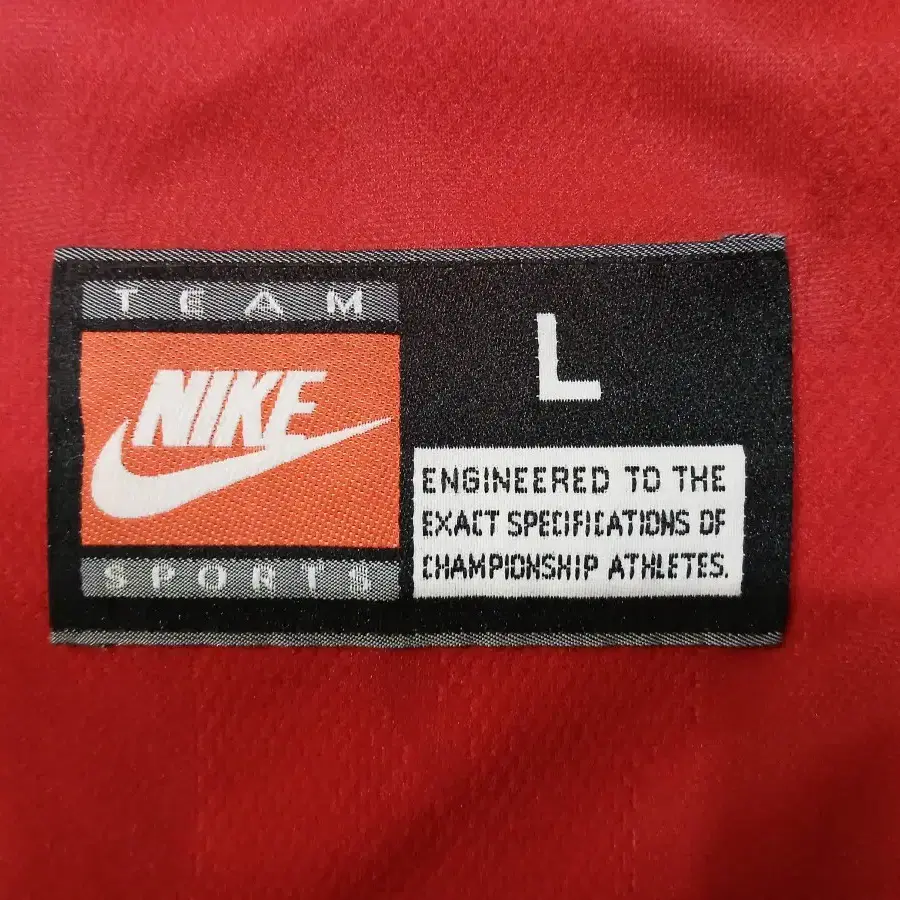 TEAM
NIKE
SPORTS
L
ENGINEERED TO THE
EXACT SPECIFICATIONS OF
CHAMPIONSHIP ATHLETES.